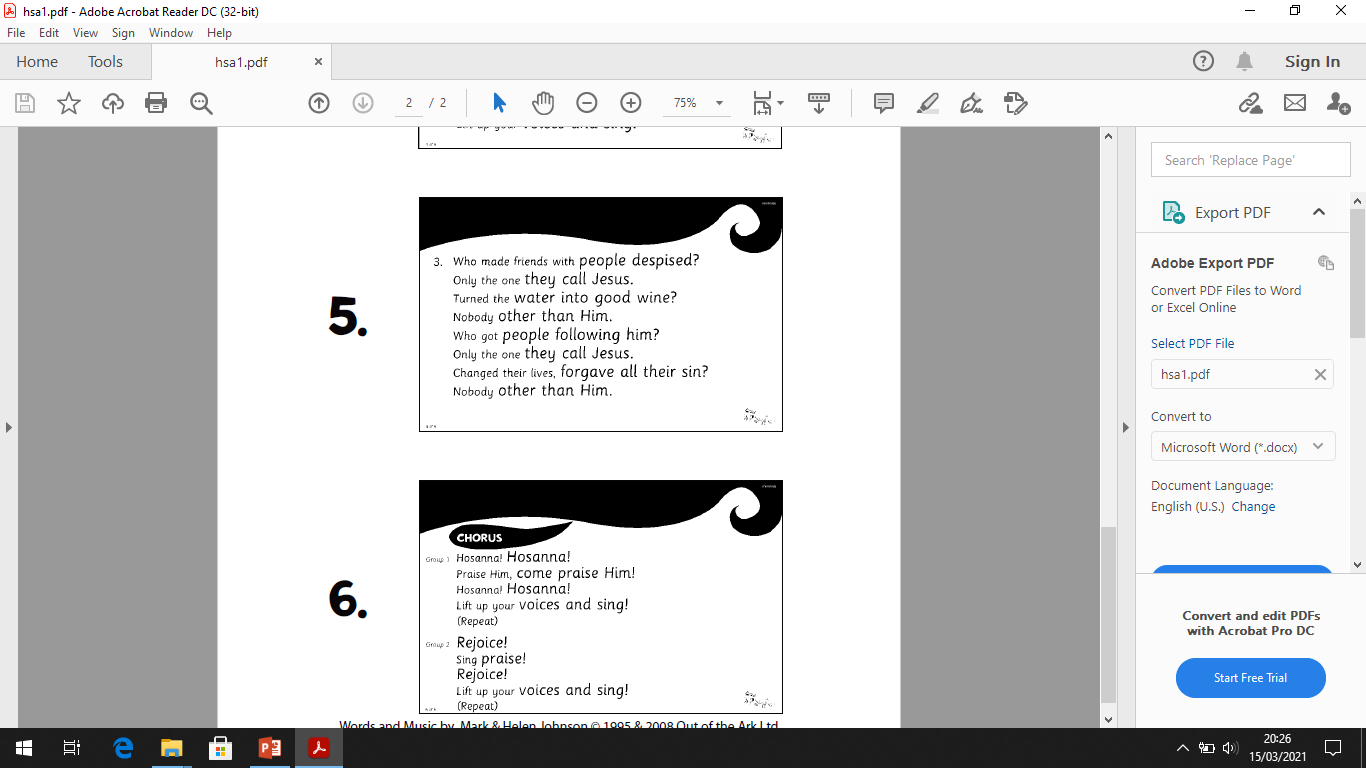 hsa1.pdf - Adobe Acrobat Reader DC (32-bit)
File Edit View Sign Window Help
Home Tools hsa1.pdf Sign In
2 / 2 75%
Lift up your voices and sing!
5.
3. Who made friends with people despised?
Only the one they call Jesus.
Turned the water into good wine?
Nobody other than Him.
Who got people following him?
Only the one they call Jesus.
Changed their lives, forgave all their sin?
Nobody other than Him.
6.
CHORUS
Group 1 Hosanna! Hosanna!
Praise Him, come praise Him!
Hosanna! Hosanna!
Lift up your voices and sing!
(Repeat)
Group 2 Rejoice!
Sing praise!
Rejoice!
Lift up your voices and sing!
(Repeat)
Words and Music by Mark & Helen Johnson © 1995 & 2008 Out of the Ark Ltd
Search 'Replace Page'
Export PDF
Adobe Export PDF
Convert PDF Files to Word
or Excel Online
Select PDF File
hsa1.pdf
Convert to
Microsoft Word (*.docx)
Document Language:
English (U.S.) Change
Convert and edit PDFs
with Acrobat Pro DC
Start Free Trial
20:26
15/03/2021